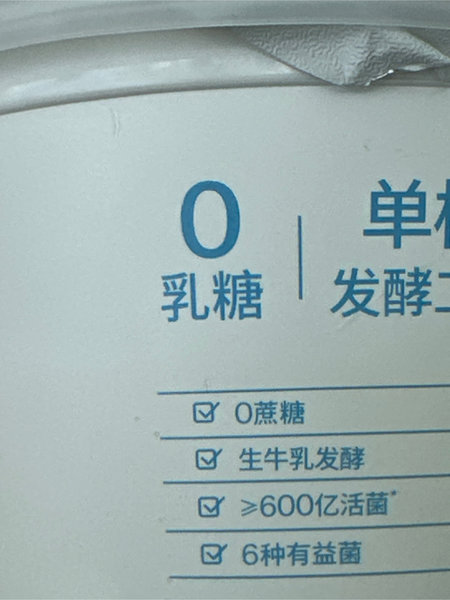 0
乳糖
单
发酵工
0蔗糖
生牛乳发酵
≥600亿活菌*
6种有益菌